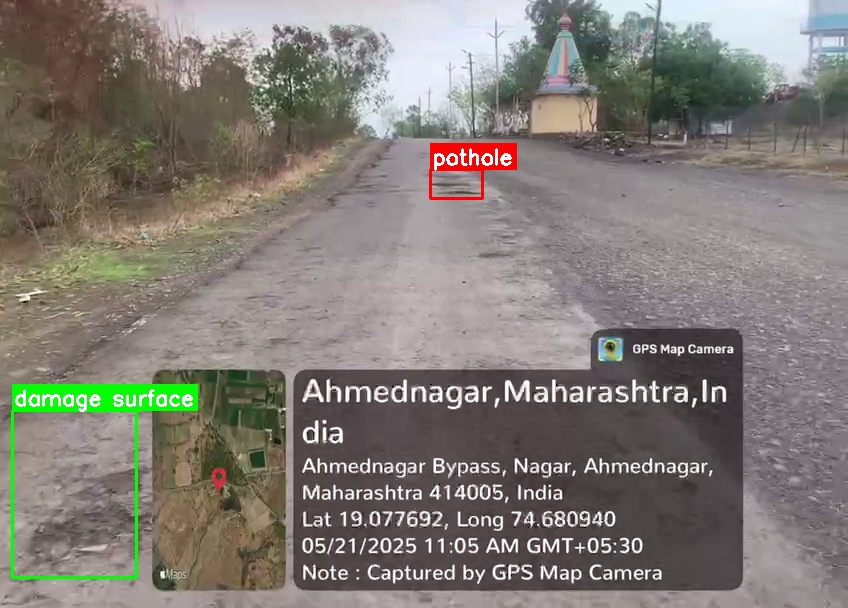 pothole
GPS Map Camera
damage surface
Ahmednagar,Maharashtra,In
dia
Ahmednagar Bypass, Nagar, Ahmednagar,
Maharashtra 414005, India
Lat 19.077692, Long 74.680940
05/21/2025 11:05 AM GMT+05:30
Note : Captured by GPS Map Camera
Maps